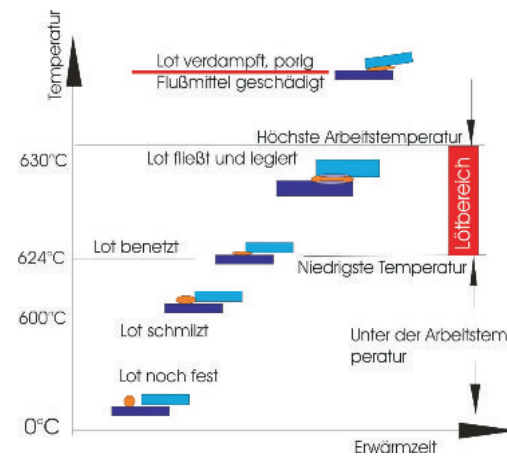 Temperatur
Lot verdampft, porig
Flußmittel geschädigt
Höchste Arbeitstemperatur
630°C
Lot fließt und legiert
Lötbereich
Lot benetzt
624°C
Niedrigste Temperatur
600°C
Lot schmilzt
Unter der Arbeitstem
peratur
Lot noch fest
0°C
Erwärmzeit